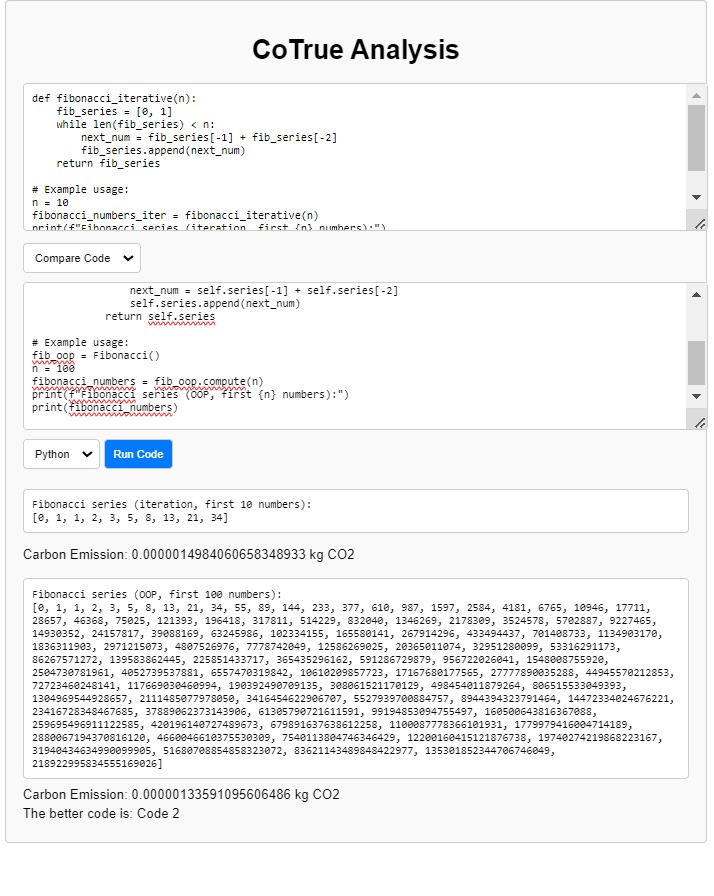 CoTrue Analysis
def fibonacci_iterative(n):
    fib_series = [0, 1]
    while len(fib_series) < n:
        next_num = fib_series[-1] + fib_series[-2]
        fib_series.append(next_num)
    return fib_series

# Example usage:
n = 10
fibonacci_numbers_iter = fibonacci_iterative(n)
print(f"Fibonacci series (iteration, first {n} numbers):")
Compare Code
                next_num = self.series[-1] + self.series[-2]
                self.series.append(next_num)
            return self.series

# Example usage:
fib_oop = Fibonacci()
n = 100
fibonacci_numbers = fib_oop.compute(n)
print(f"Fibonacci series (OOP, first {n} numbers):")
print(fibonacci_numbers)
Python
Run Code
Fibonacci series (iteration, first 10 numbers):
[0, 1, 1, 2, 3, 5, 8, 13, 21, 34]
Carbon Emission: 0.0000014984060658348933 kg CO2
Fibonacci series (OOP, first 100 numbers):
[0, 1, 1, 2, 3, 5, 8, 13, 21, 34, 55, 89, 144, 233, 377, 610, 987, 1597, 2584, 4181, 6765, 10946, 17711,
28657, 46368, 75025, 121393, 196418, 317811, 514229, 832040, 1346269, 2178309, 3524578, 5702887, 9227465,
14930352, 24157817, 39088169, 63245986, 102334155, 165580141, 267914296, 433494437, 701408733, 1134903170,
1836311903, 2971215073, 4807526976, 7778742049, 12586269025, 20365011074, 32951280099, 53316291173,
86267571272, 139583862445, 225851433717, 365435296162, 591286729879, 956722026041, 1548008755920,
2504730781961, 4052739537881, 6557470319842, 10610209857723, 17167680177565, 27777890035288, 44945570212853,
72723460248141, 117669030460994, 190392490709135, 308061521170129, 498454011879264, 806515533049393,
1304969544928657, 2111485077978050, 3416454622906707, 5527939700884757, 8944394323791464, 14472334024676221,
23416728348467685, 37889062373143906, 61305790721611591, 99194853094755497, 160500643816367088,
259695496911122585, 420196140727489673, 679891637638612258, 1100087778366101931, 1779979416004714189,
2880067194370816120, 4660046610375530309, 7540113804746346429, 12200160415121876738, 19740274219868223167,
31940434634990099905, 51680708854858323072, 83621143489848422977, 135301852344706746049,
218922995834555169026]
Carbon Emission: 0.00000133591095606486 kg CO2
The better code is: Code 2